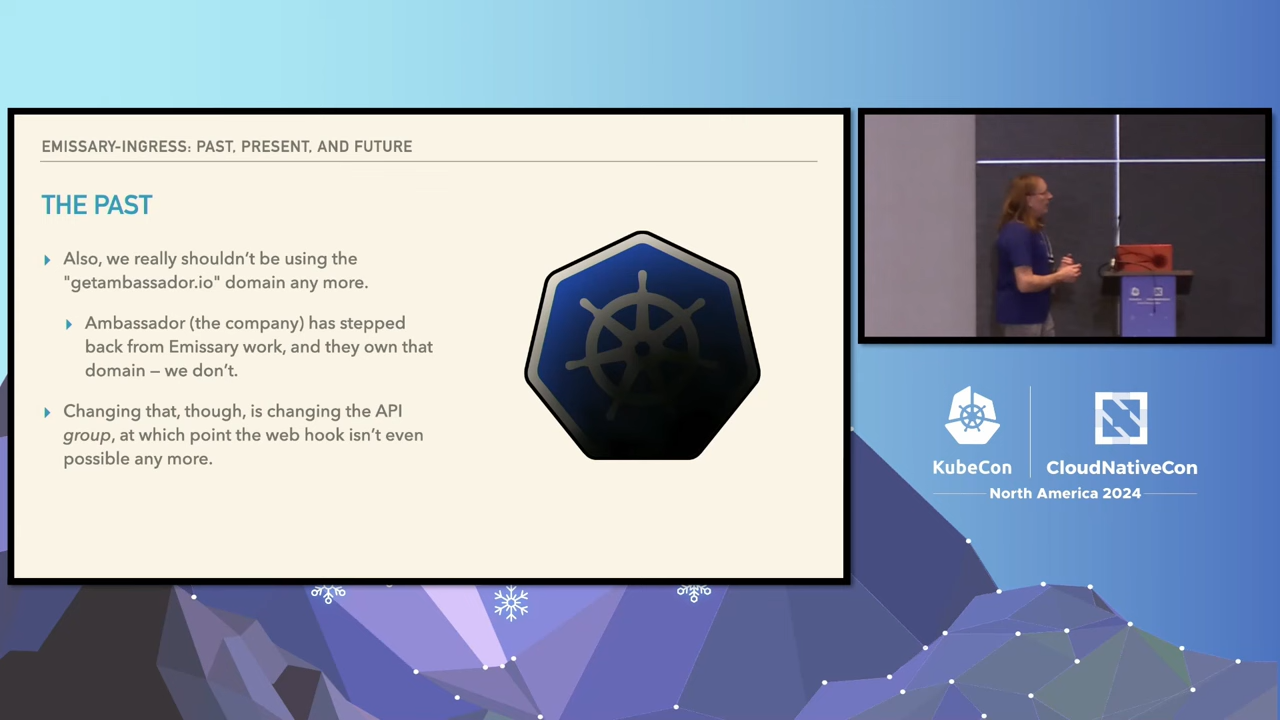 EMISSARY-INGRESS: PAST, PRESENT, AND FUTURE
THE PAST
Also, we really shouldn’t be using the
"getambassador.io" domain any more.
Ambassador (the company) has stepped
back from Emissary work, and they own that
domain – we don’t.
Changing that, though, is changing the API
group, at which point the web hook isn’t even
possible any more.
KubeCon
CloudNativeCon
North America 2024